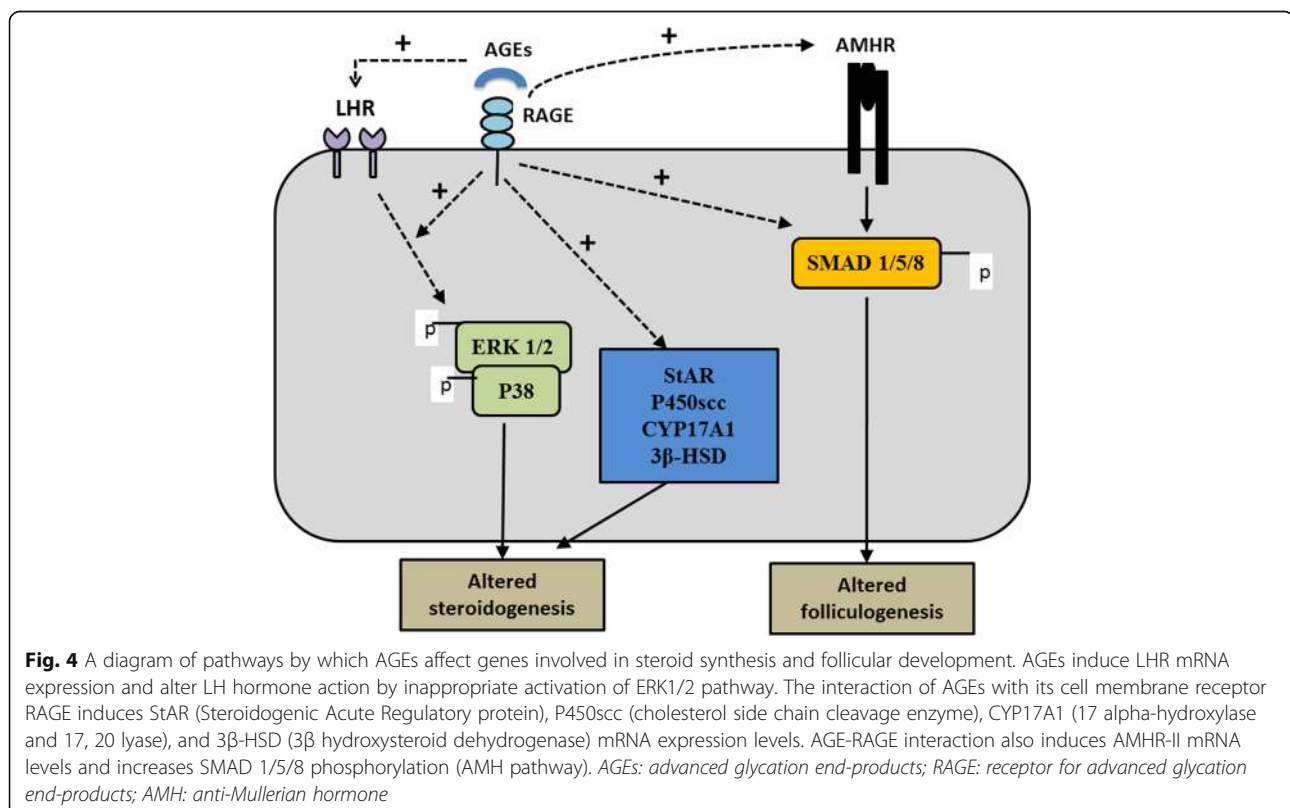 +
AGEs
+
AMHR
LHR
RAGE
+
+
+
SMAD 1/5/8
p
p
ERK 1/2
p
P38
StAR
P450scc
CYP17A1
3β-HSD
Altered
steroidogenesis
Altered
folliculogenesis
Fig. 4 A diagram of pathways by which AGEs affect genes involved in steroid synthesis and follicular development. AGEs induce LHR mRNA
expression and alter LH hormone action by inappropriate activation of ERK1/2 pathway. The interaction of AGEs with its cell membrane receptor
RAGE induces StAR (Steroidogenic Acute Regulatory protein), P450scc (cholesterol side chain cleavage enzyme), CYP17A1 (17 alpha-hydroxylase
and 17, 20 lyase), and 3β-HSD (3β hydroxysteroid dehydrogenase) mRNA expression levels. AGE-RAGE interaction also induces AMHR-II mRNA
levels and increases SMAD 1/5/8 phosphorylation (AMH pathway). AGEs: advanced glycation end-products; RAGE: receptor for advanced glycation
end-products; AMH: anti-Mullerian hormone